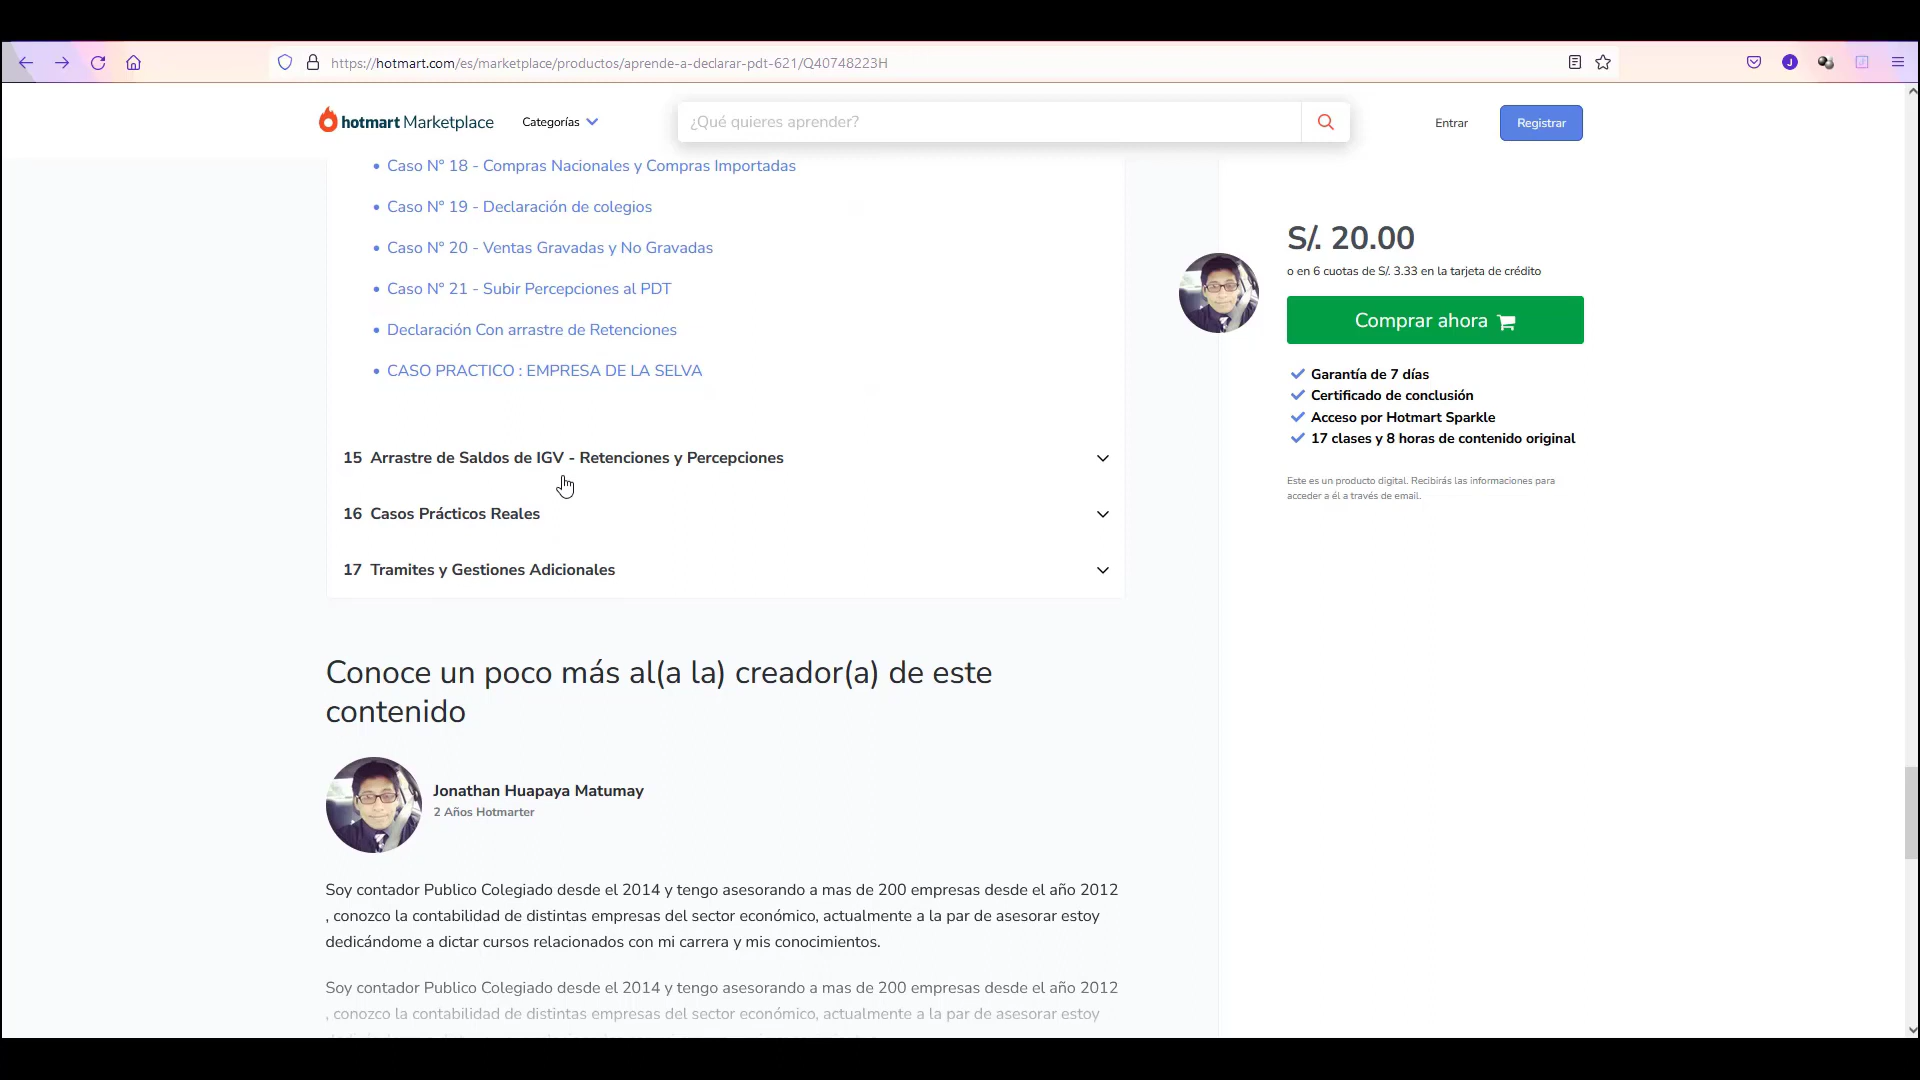 https://hotmart.com/es/marketplace/productos/aprende-a-declarar-pdt-621/Q40748223H
J
hotmart Marketplace
Categorías
¿Qué quieres aprender?
Entrar
Registrar
• Caso N° 18 - Compras Nacionales y Compras Importadas
• Caso N° 19 - Declaración de colegios
• Caso N° 20 - Ventas Gravadas y No Gravadas
• Caso N° 21 - Subir Percepciones al PDT
• Declaración Con arrastre de Retenciones
• CASO PRACTICO : EMPRESA DE LA SELVA
15 Arrastre de Saldos de IGV - Retenciones y Percepciones
16 Casos Prácticos Reales
17 Tramites y Gestiones Adicionales
S/. 20.00
o en 6 cuotas de S/. 3.33 en la tarjeta de crédito
Comprar ahora
Garantía de 7 días
Certificado de conclusión
Acceso por Hotmart Sparkle
17 clases y 8 horas de contenido original
Este es un producto digital. Recibirás las informaciones para
acceder a él a través de email.
Conoce un poco más al(a la) creador(a) de este
contenido
Jonathan Huapaya Matumay
2 Años Hotmarter
Soy contador Publico Colegiado desde el 2014 y tengo asesorando a mas de 200 empresas desde el año 2012
, conozco la contabilidad de distintas empresas del sector económico, actualmente a la par de asesorar estoy
dedicándome a dictar cursos relacionados con mi carrera y mis conocimientos.
Soy contador Publico Colegiado desde el 2014 y tengo asesorando a mas de 200 empresas desde el año 2012
, conozco la contabilidad de distintas empresas del sector económico, actualmente a la par de asesorar estoy